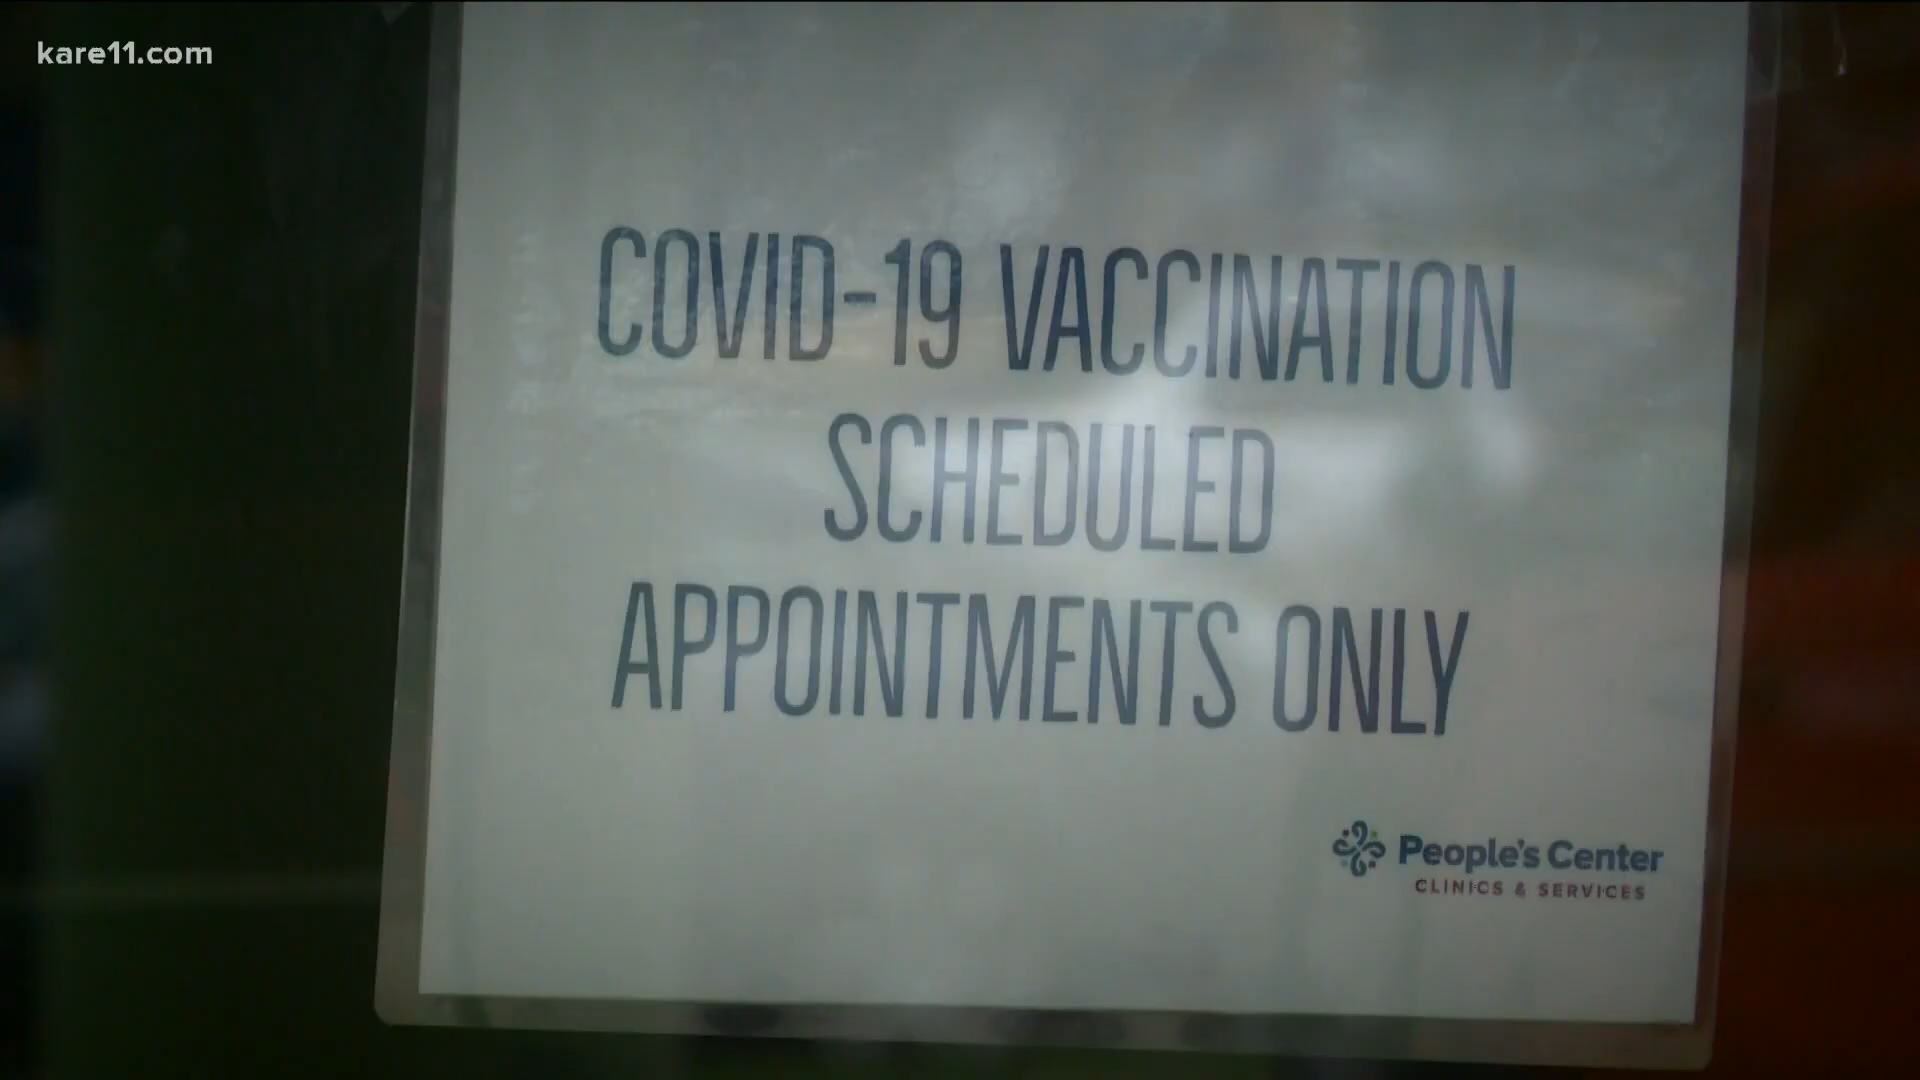 kare11.com
COVID-19 VACCINATION
SCHEDULED
APPOINTMENTS ONLY
People's Center
CLINICS & SERVICES